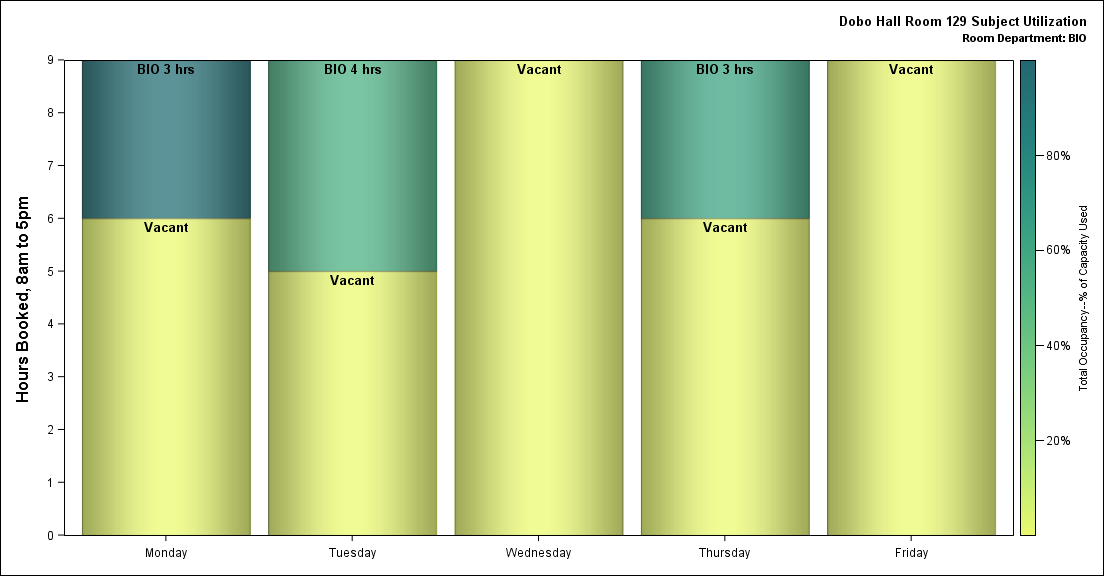 Dobo Hall Room 129 Subject Utilization
Room Department: BIO
Hours Booked, 8am to 5pm
9
8
7
6
5
4
3
2
1
0
BIO 3 hrs
Vacant
BIO 4 hrs
Vacant
Vacant
BIO 3 hrs
Vacant
Vacant
Monday
Tuesday
Wednesday
Thursday
Friday
80%
60%
40%
20%
Total Occupancy--% of Capacity Used